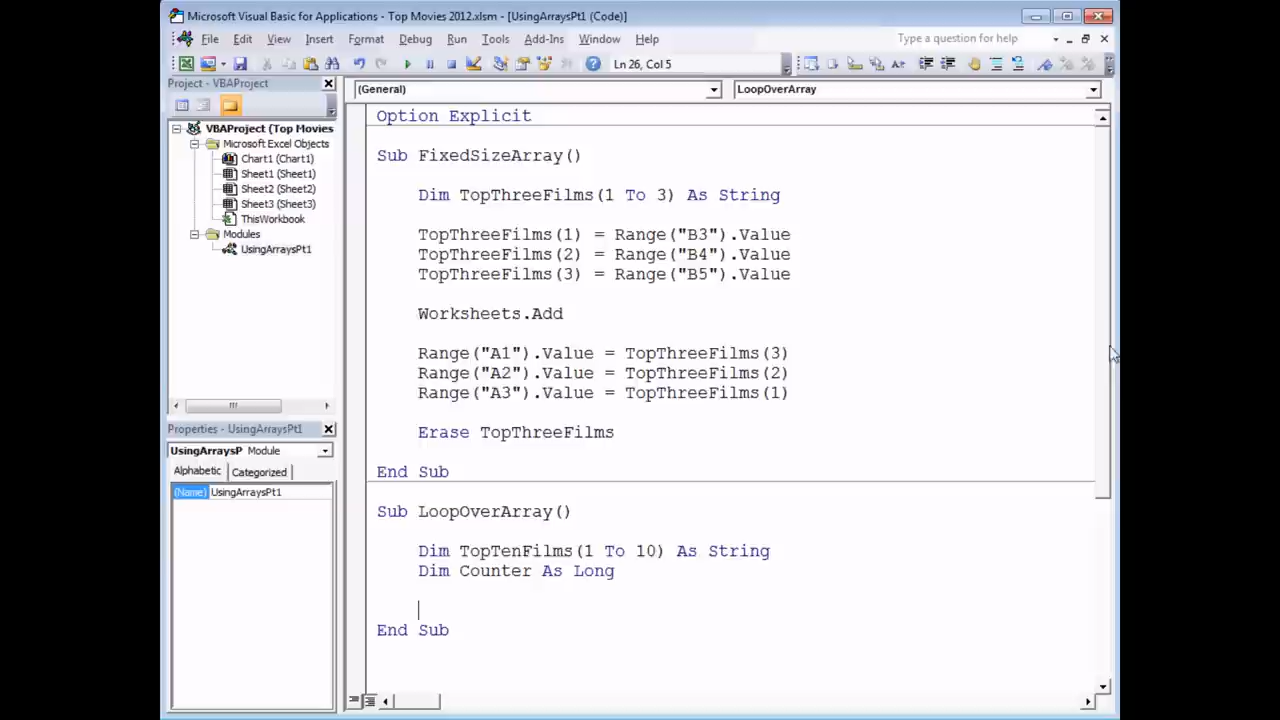 Microsoft Visual Basic for Applications - Top Movies 2012.xlsm - [UsingArraysPt1 (Code)]
File Edit View Insert Format Debug Run Tools Add-Ins Window Help
Type a question for help
Ln 26, Col 5
Project - VBAProject
(General)
LoopOverArray
VBAProject (Top Movies
Microsoft Excel Objects
Chart1 (Chart1)
Sheet1 (Sheet1)
Sheet2 (Sheet2)
Sheet3 (Sheet3)
ThisWorkbook
Modules
UsingArraysPt1
Properties - UsingArraysPt1
UsingArraysP Module
Alphabetic Categorized
(Name) UsingArraysPt1
Option Explicit
Sub FixedSizeArray()
Dim TopThreeFilms(1 To 3) As String
TopThreeFilms(1) = Range("B3").Value
TopThreeFilms(2) = Range("B4").Value
TopThreeFilms(3) = Range("B5").Value
Worksheets.Add
Range("A1").Value = TopThreeFilms(3)
Range("A2").Value = TopThreeFilms(2)
Range("A3").Value = TopThreeFilms(1)
Erase TopThreeFilms
End Sub
Sub LoopOverArray()
Dim TopTenFilms(1 To 10) As String
Dim Counter As Long
End Sub